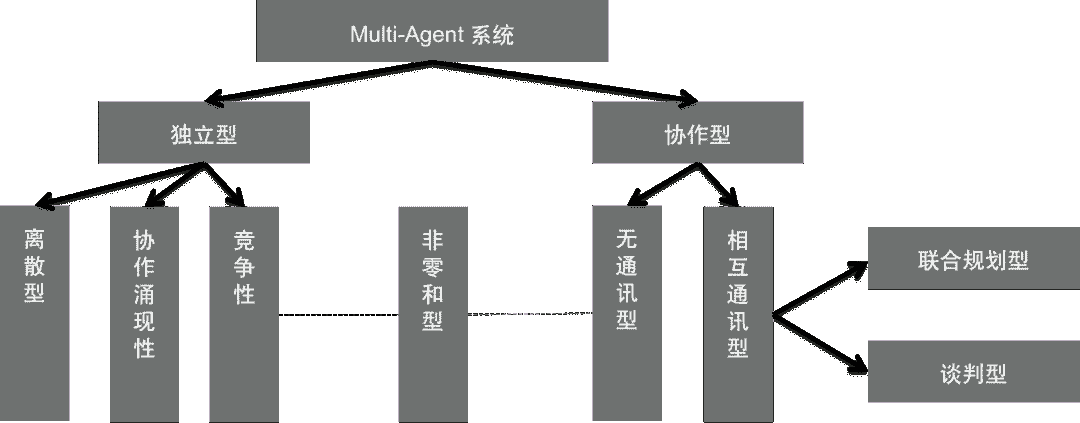 Multi-Agent 系统
独立型
协作型
离散型
协作涌现性
竞争性
非零和型
无通讯型
相互通讯型
联合规划型
谈判型